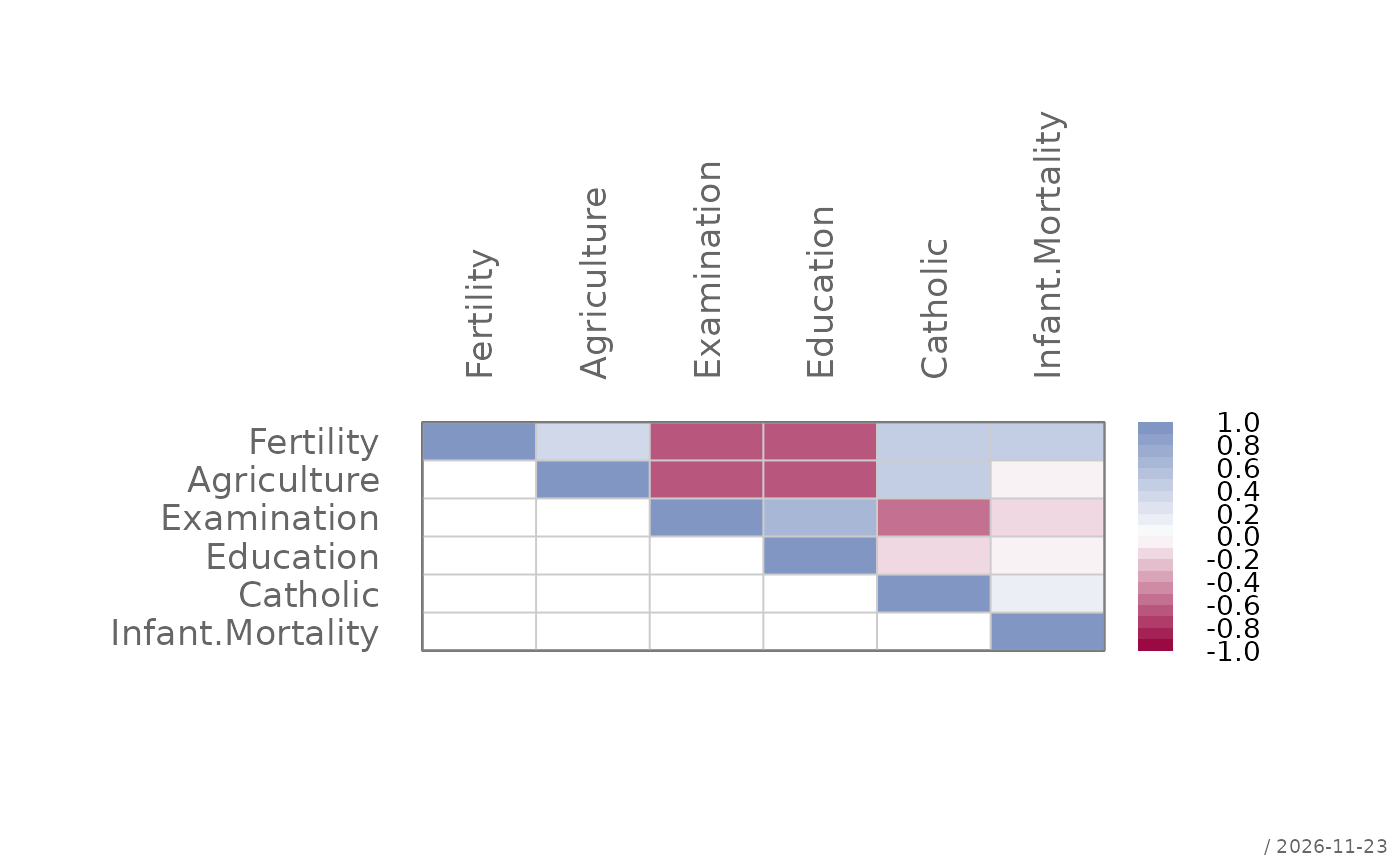 Fertility
Agriculture
Examination
Education
Catholic
Infant.Mortality
Fertility
Agriculture
Examination
Education
Catholic
Infant.Mortality
1.0
0.8
0.6
0.4
0.2
0.0
-0.2
-0.4
-0.6
-0.8
-1.0
/ 2026-11-23